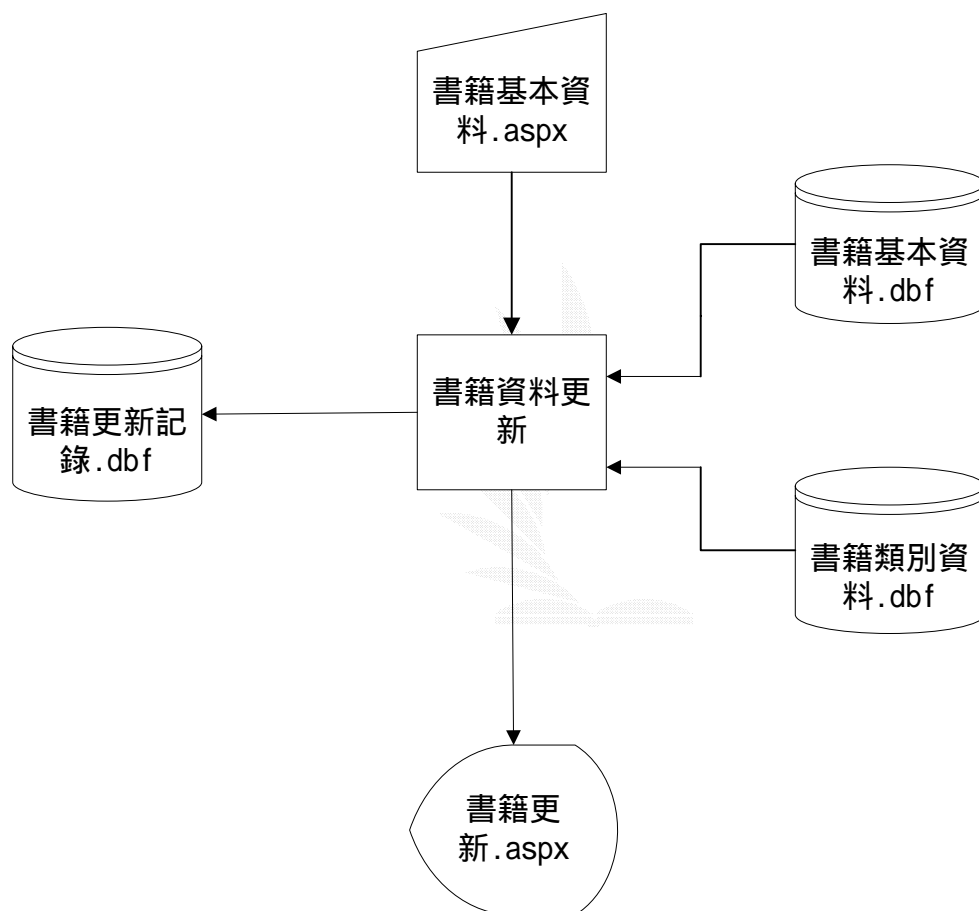 書籍基本資
料.aspx
書籍基本資
料.dbf
書籍資料更
新
書籍更新記
錄.dbf
書籍類別資
料.dbf
書籍更
新.aspx